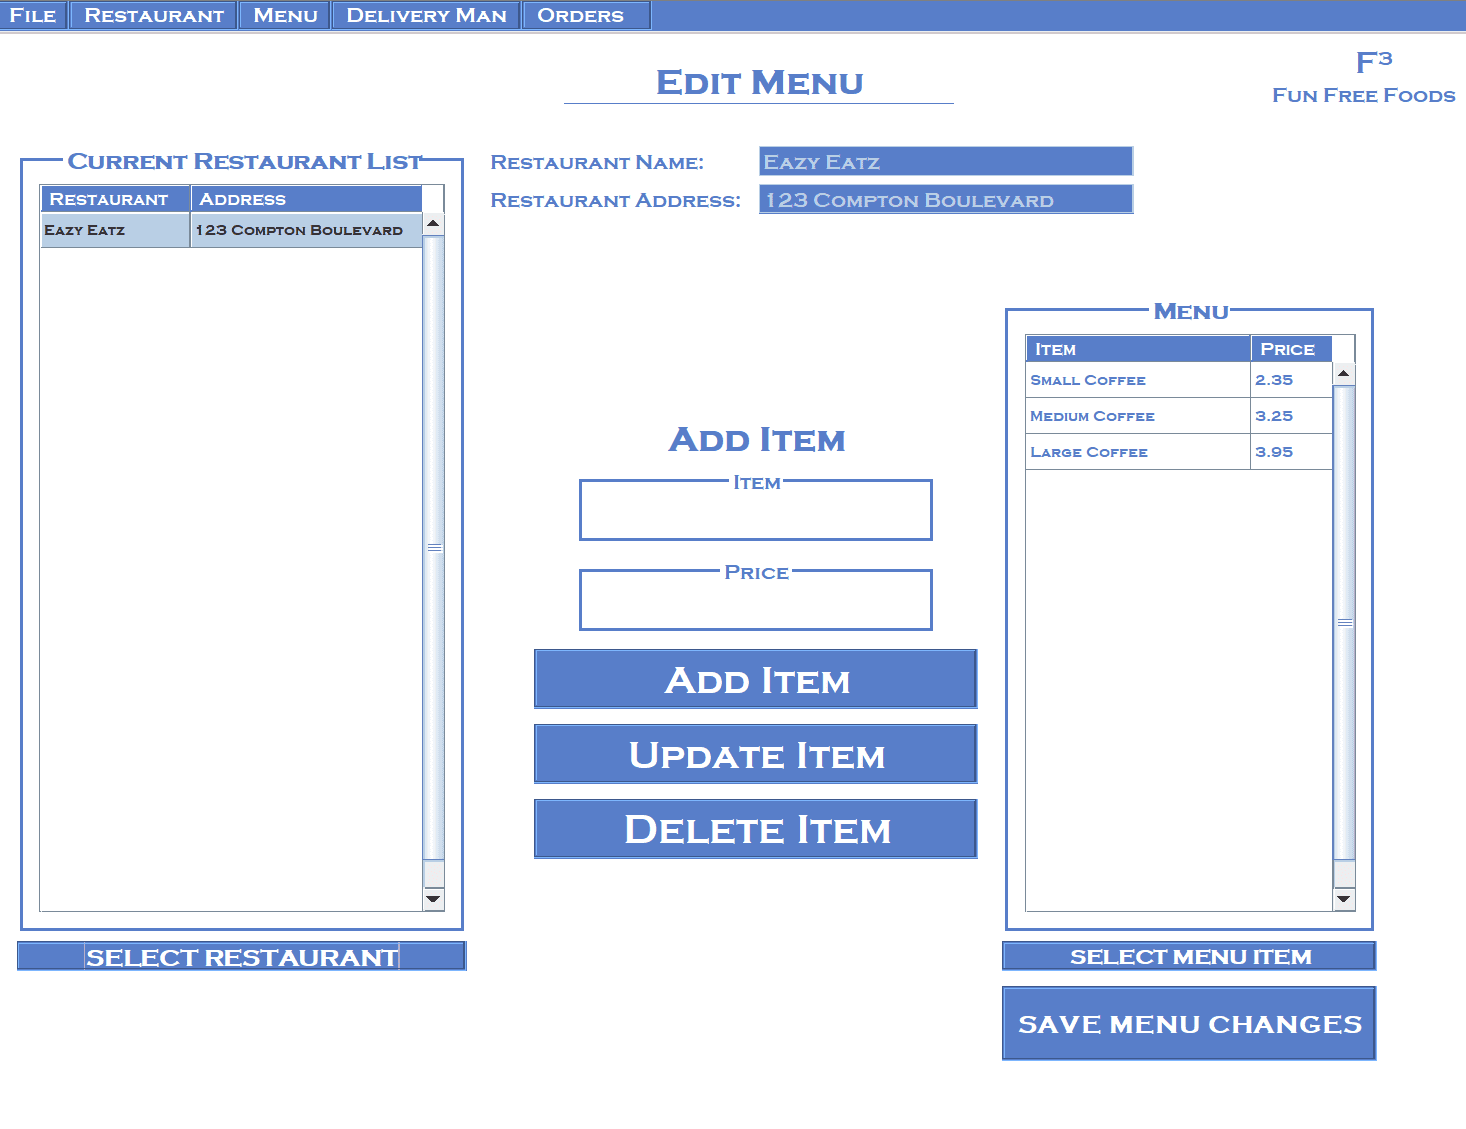 File Restaurant Menu Delivery Man Orders
Edit Menu
F³
Fun Free Foods
Current Restaurant List
Restaurant Address
Eazy Eatz 123 Compton Boulevard
Restaurant Name: Eazy Eatz
Restaurant Address: 123 Compton Boulevard
Add Item
Item
Price
Add Item
Update Item
Delete Item
Menu
Item Price
Small Coffee 2.35
Medium Coffee 3.25
Large Coffee 3.95
SELECT RESTAURANT
SELECT MENU ITEM
SAVE MENU CHANGES